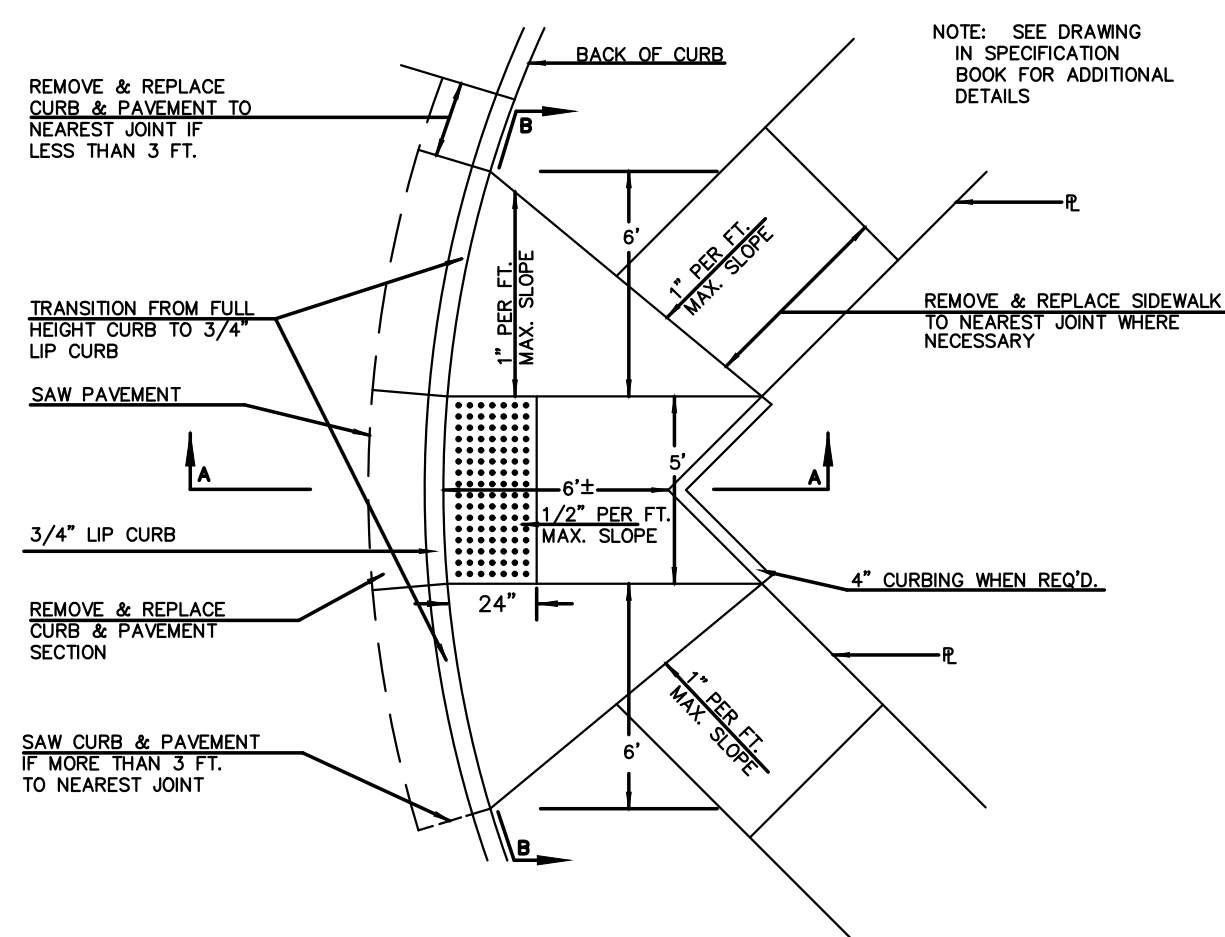 NOTE: SEE DRAWING
IN SPECIFICATION
BOOK FOR ADDITIONAL
DETAILS
BACK OF CURB
REMOVE & REPLACE
CURB & PAVEMENT TO
NEAREST JOINT IF
LESS THAN 3 FT.
B
PL
6'
1" PER FT.
MAX. SLOPE
1" PER FT.
MAX. SLOPE
TRANSITION FROM FULL
HEIGHT CURB TO 3/4"
LIP CURB
REMOVE & REPLACE SIDEWALK
TO NEAREST JOINT WHERE
NECESSARY
SAW PAVEMENT
A
5'
A
6'±
1/2" PER FT.
MAX. SLOPE
3/4" LIP CURB
4" CURBING WHEN REQ'D.
24"
REMOVE & REPLACE
CURB & PAVEMENT
SECTION
PL
1" PER FT.
MAX. SLOPE
6'
SAW CURB & PAVEMENT
IF MORE THAN 3 FT.
TO NEAREST JOINT
B